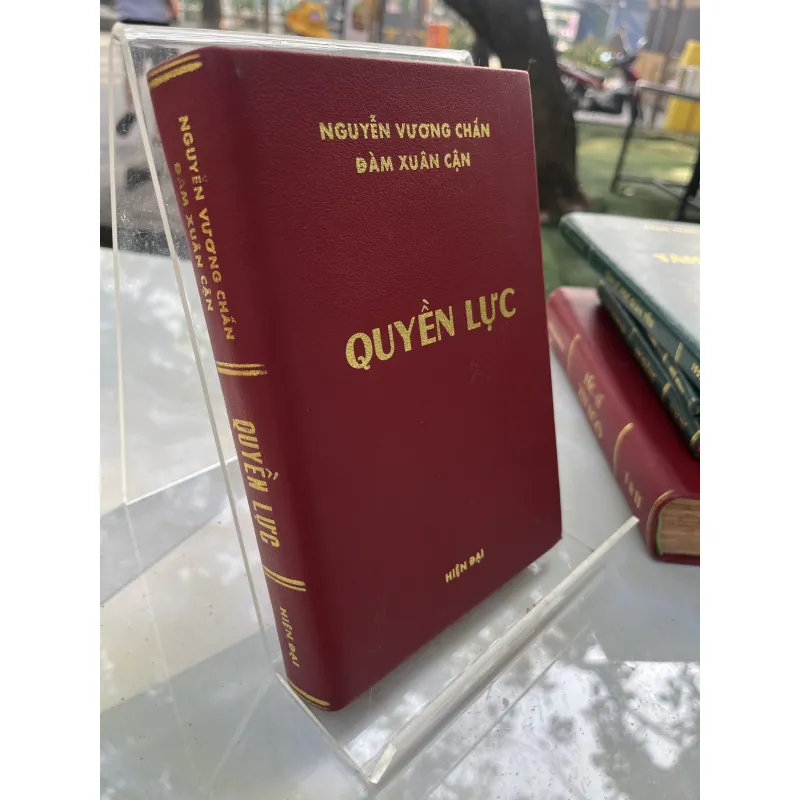 NGUYỄN VƯƠNG CHẤN
ĐÀM XUÂN CẬN
QUYỀN LỰC
HIỆN ĐẠI
NGUYỄN VƯƠNG CHẤN
ĐÀM XUÂN CẬN
QUYỀN LỰC
HIỆN ĐẠI